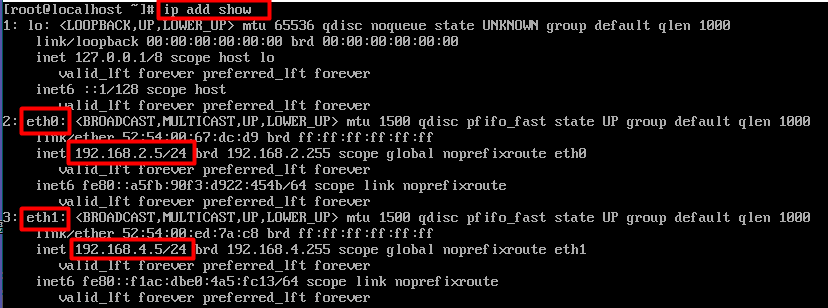 [root@localhost ~]# ip add show
1: lo: <LOOPBACK,UP,LOWER_UP> mtu 65536 qdisc noqueue state UNKNOWN group default qlen 1000
link/loopback 00:00:00:00:00:00 brd 00:00:00:00:00:00
inet 127.0.0.1/8 scope host lo
valid_lft forever preferred_lft forever
inet6 ::1/128 scope host
valid_lft forever preferred_lft forever
2: eth0: <BROADCAST,MULTICAST,UP,LOWER_UP> mtu 1500 qdisc pfifo_fast state UP group default qlen 1000
link/ether 52:54:00:67:dc:d9 brd ff:ff:ff:ff:ff:ff
inet 192.168.2.5/24 brd 192.168.2.255 scope global noprefixroute eth0
valid_lft forever preferred_lft forever
inet6 fe80::a5fb:90f3:d922:454b/64 scope link noprefixroute
valid_lft forever preferred_lft forever
3: eth1: <BROADCAST,MULTICAST,UP,LOWER_UP> mtu 1500 qdisc pfifo_fast state UP group default qlen 1000
link/ether 52:54:00:ed:7a:c8 brd ff:ff:ff:ff:ff:ff
inet 192.168.4.5/24 brd 192.168.4.255 scope global noprefixroute eth1
valid_lft forever preferred_lft forever
inet6 fe80::f1ac:dbe0:4a5:fc13/64 scope link noprefixroute
valid_lft forever preferred_lft forever